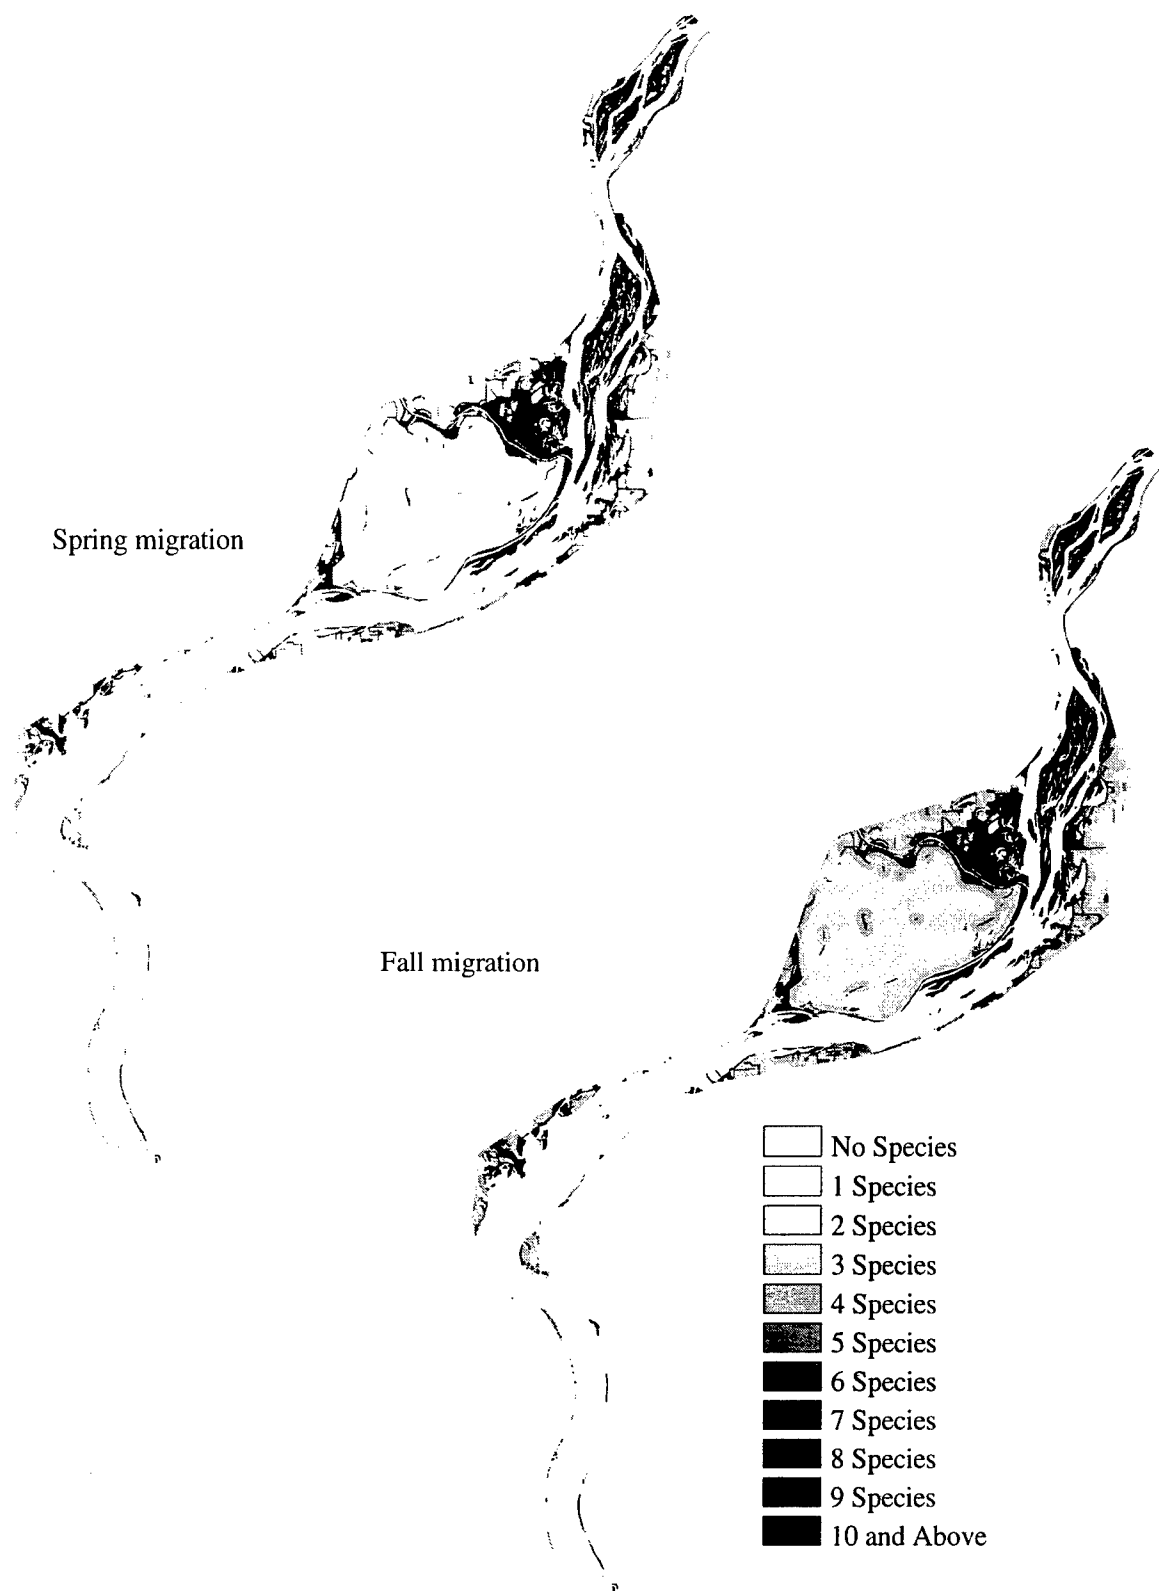 Spring migration
Fall migration
No Species
1 Species
2 Species
3 Species
4 Species
5 Species
6 Species
7 Species
8 Species
9 Species
10 and Above